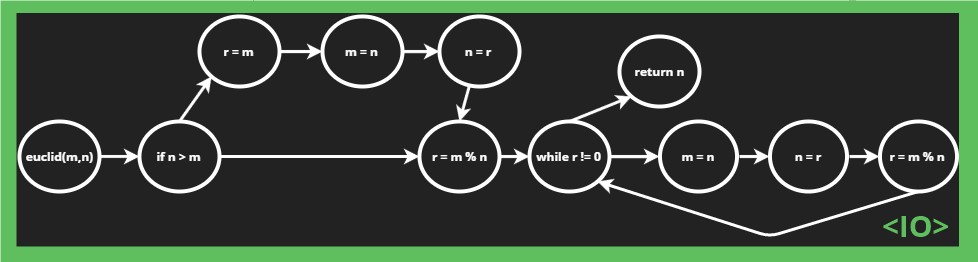 r = m
m = n
n = r
return n
euclid(m,n)
if n > m
r = m % n
while r != 0
m = n
n = r
r = m % n
<IO>